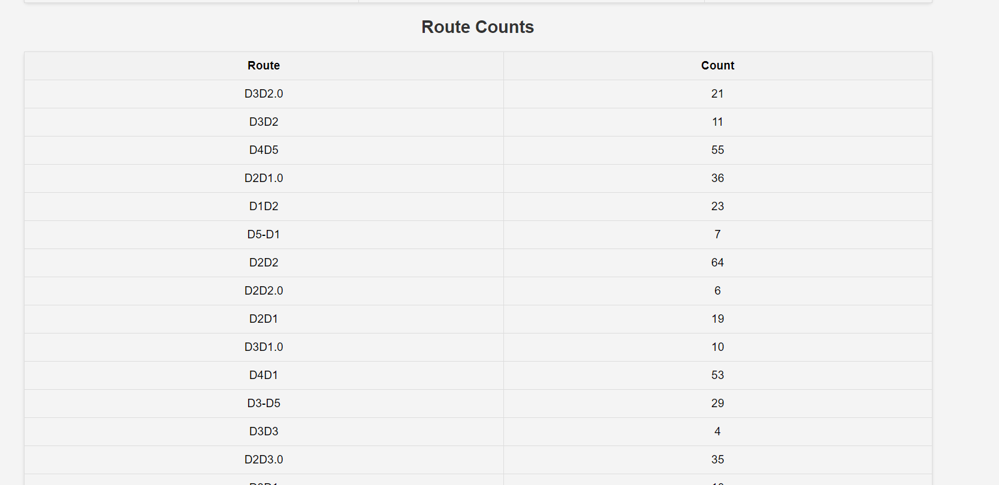 Route Counts
Route Count
D3D2.0 21
D3D2 11
D4D5 55
D2D1.0 36
D1D2 23
D5-D1 7
D2D2 64
D2D2.0 6
D2D1 19
D3D1.0 10
D4D1 53
D3-D5 29
D3D3 4
D2D3.0 35